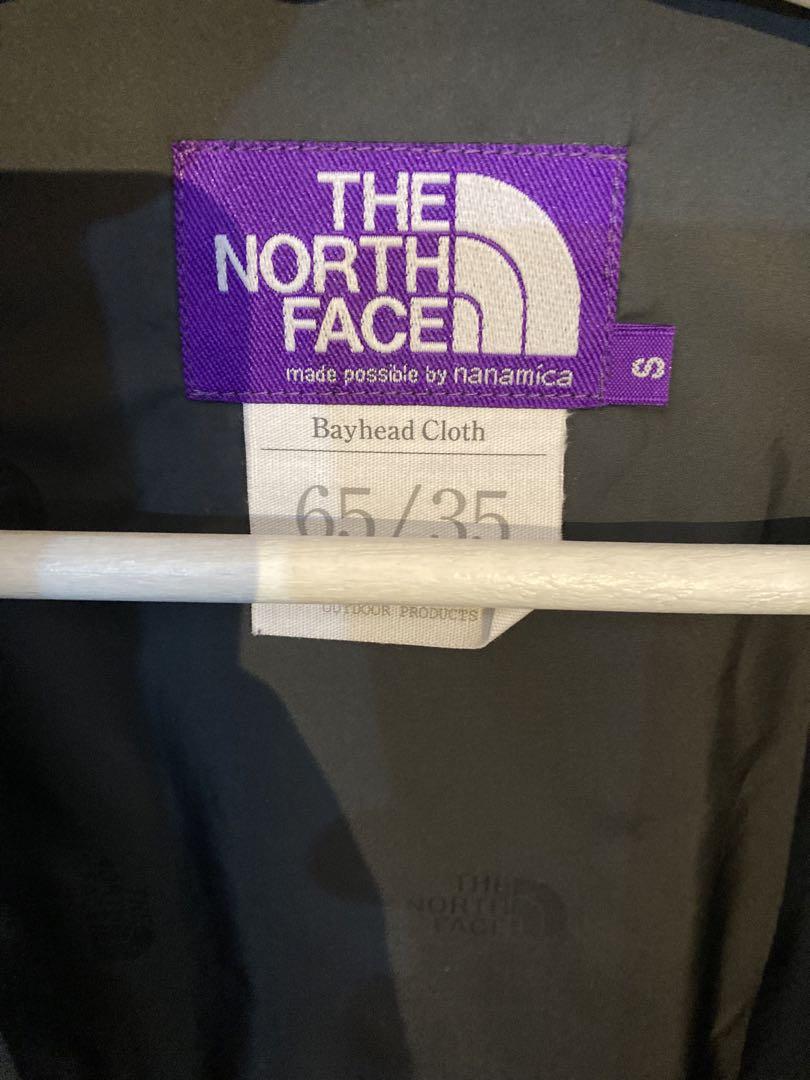 THE
NORTH
FACE
made possible by nanamica
S
Bayhead Cloth
65/35
OUTDOOR PRODUCTS
THE
NORTH
FACE